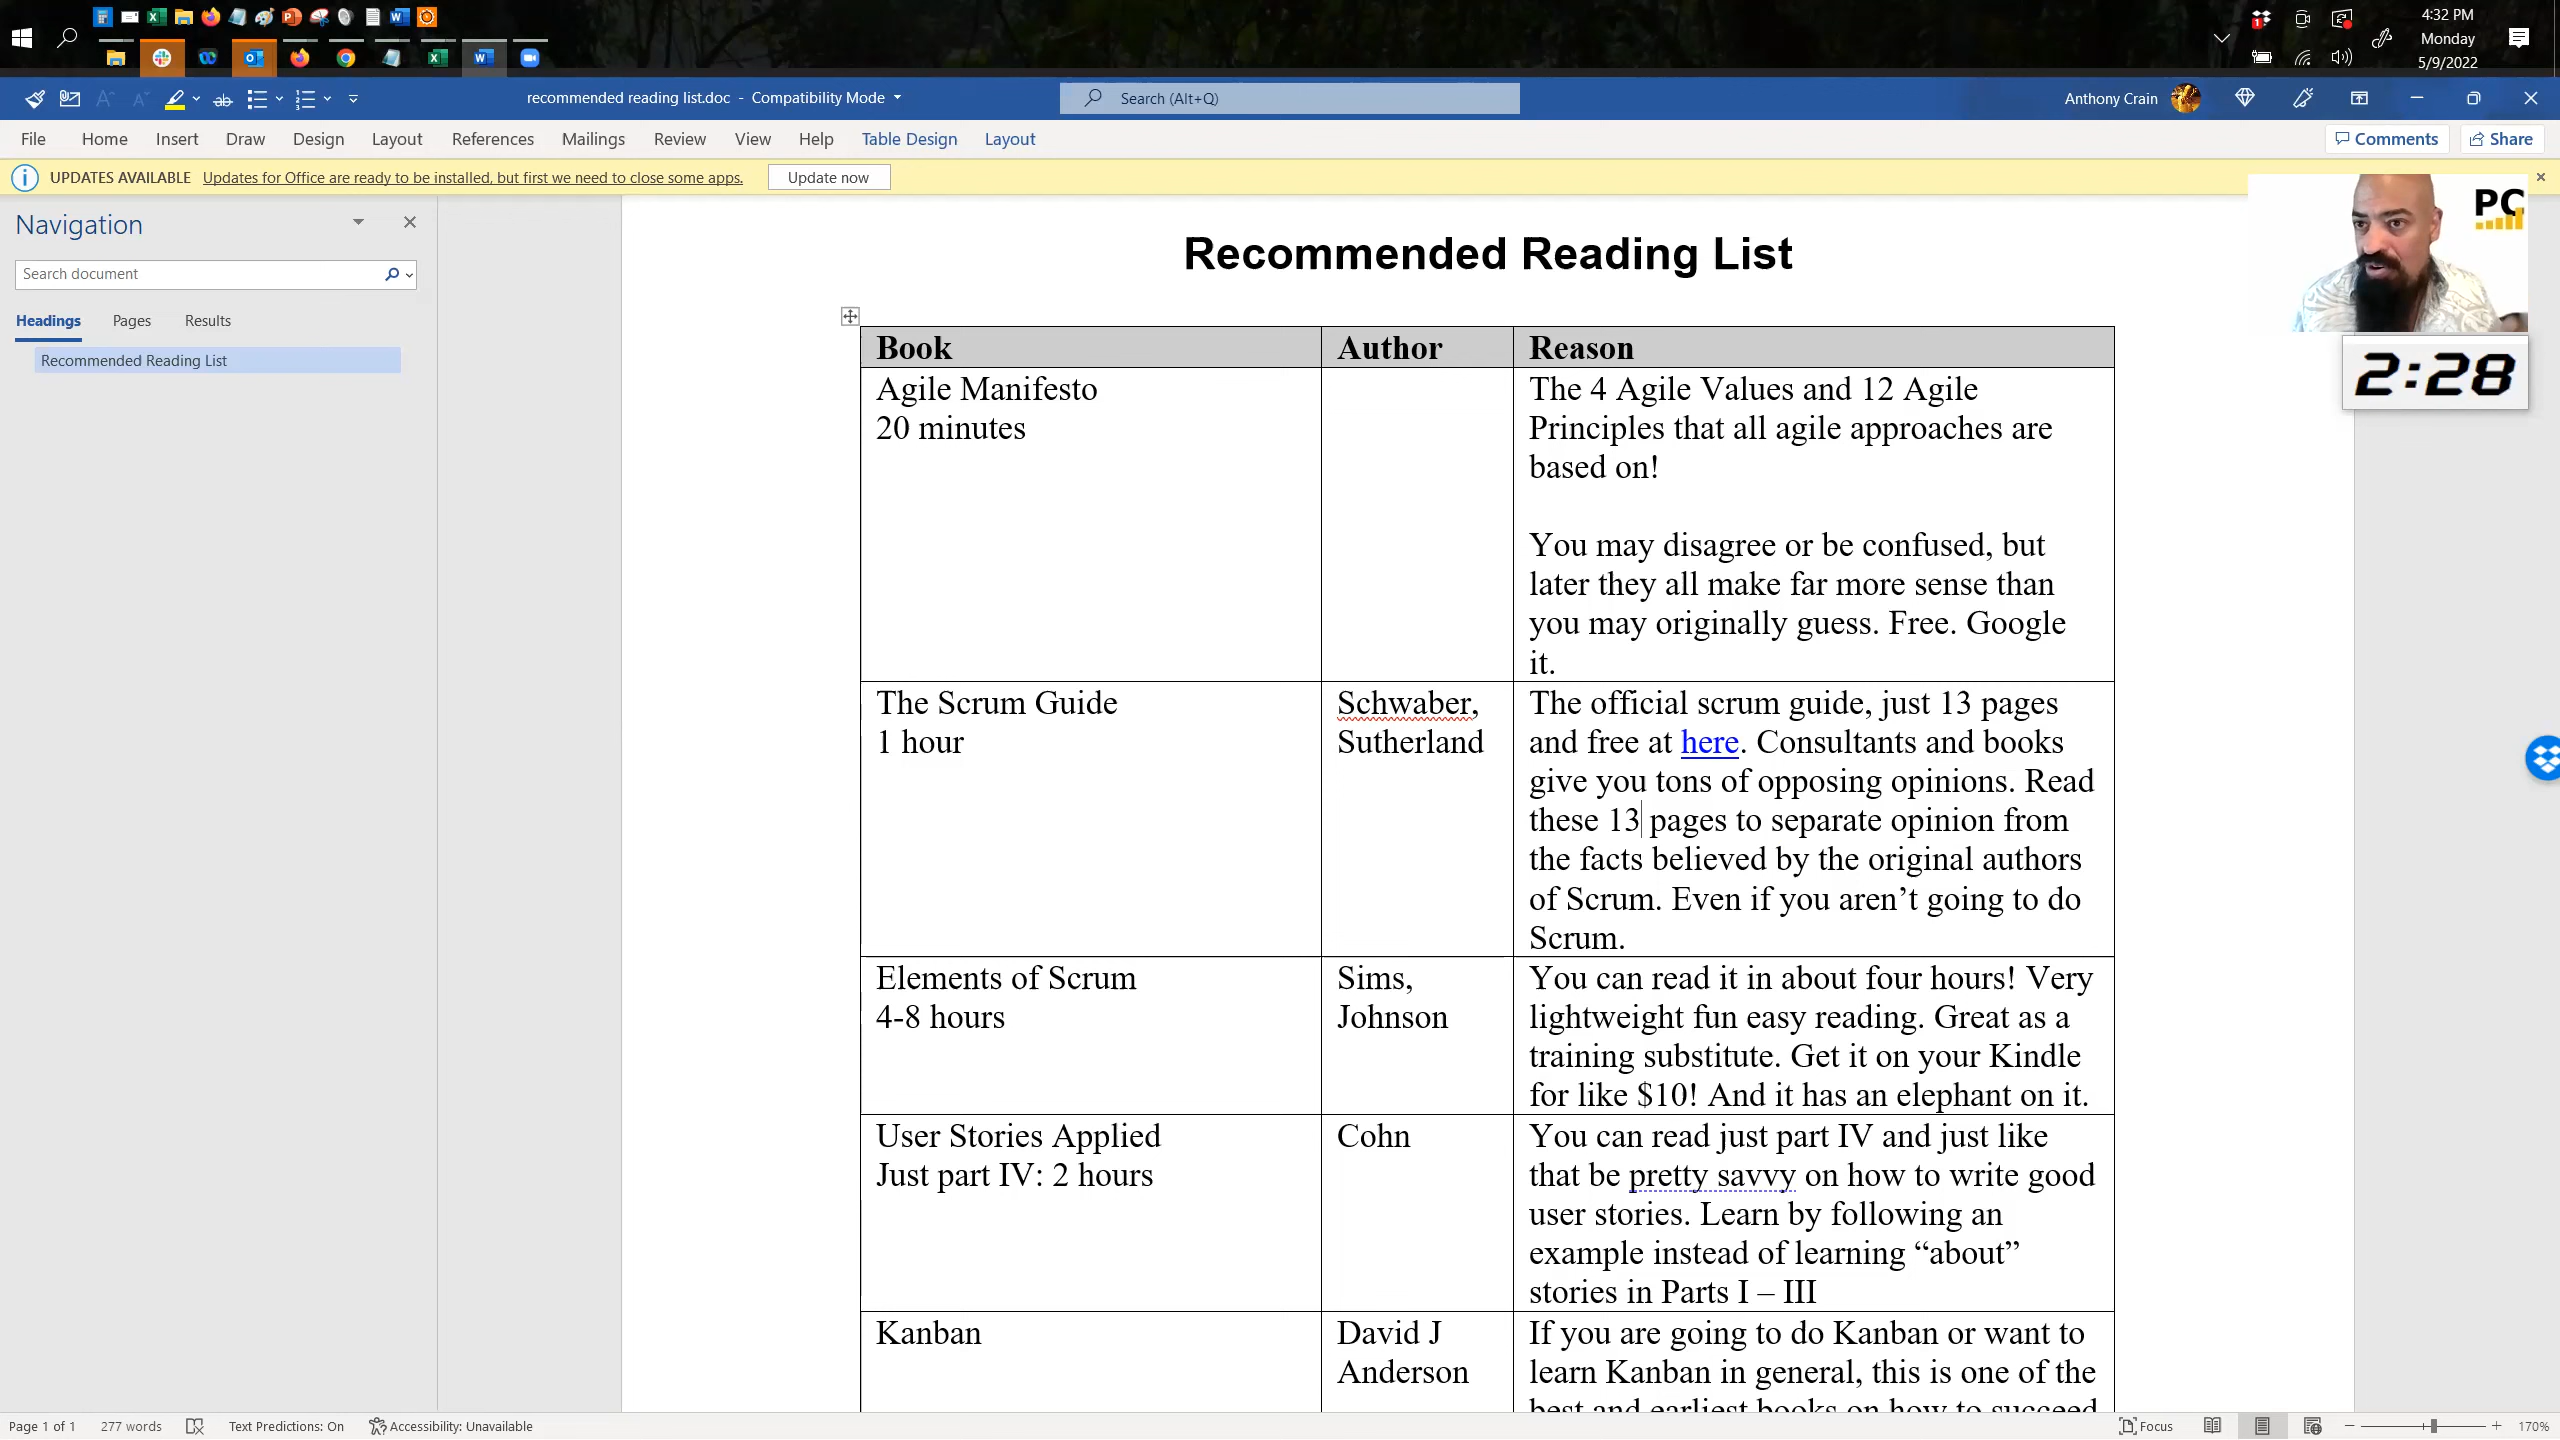 4:32 PM
Monday
5/9/2022
recommended reading list.doc - Compatibility Mode
Search (Alt+Q)
Anthony Crain
File Home Insert Draw Design Layout References Mailings Review View Help Table Design Layout
Comments Share
UPDATES AVAILABLE Updates for Office are ready to be installed, but first we need to close some apps. Update now
PC
2:28
Navigation
Search document
Headings Pages Results
Recommended Reading List
Recommended Reading List
Book Author Reason
Agile Manifesto
20 minutes
The 4 Agile Values and 12 Agile
Principles that all agile approaches are
based on!
You may disagree or be confused, but
later they all make far more sense than
you may originally guess. Free. Google
it.
The Scrum Guide
1 hour
Schwaber,
Sutherland
The official scrum guide, just 13 pages
and free at here. Consultants and books
give you tons of opposing opinions. Read
these 13 pages to separate opinion from
the facts believed by the original authors
of Scrum. Even if you aren’t going to do
Scrum.
Elements of Scrum
4-8 hours
Sims,
Johnson
You can read it in about four hours! Very
lightweight fun easy reading. Great as a
training substitute. Get it on your Kindle
for like $10! And it has an elephant on it.
User Stories Applied
Just part IV: 2 hours
Cohn
You can read just part IV and just like
that be pretty savvy on how to write good
user stories. Learn by following an
example instead of learning “about”
stories in Parts I – III
Kanban
David J
Anderson
If you are going to do Kanban or want to
learn Kanban in general, this is one of the
best and earliest books on how to succeed
Page 1 of 1 277 words Text Predictions: On Accessibility: Unavailable
Focus 170%